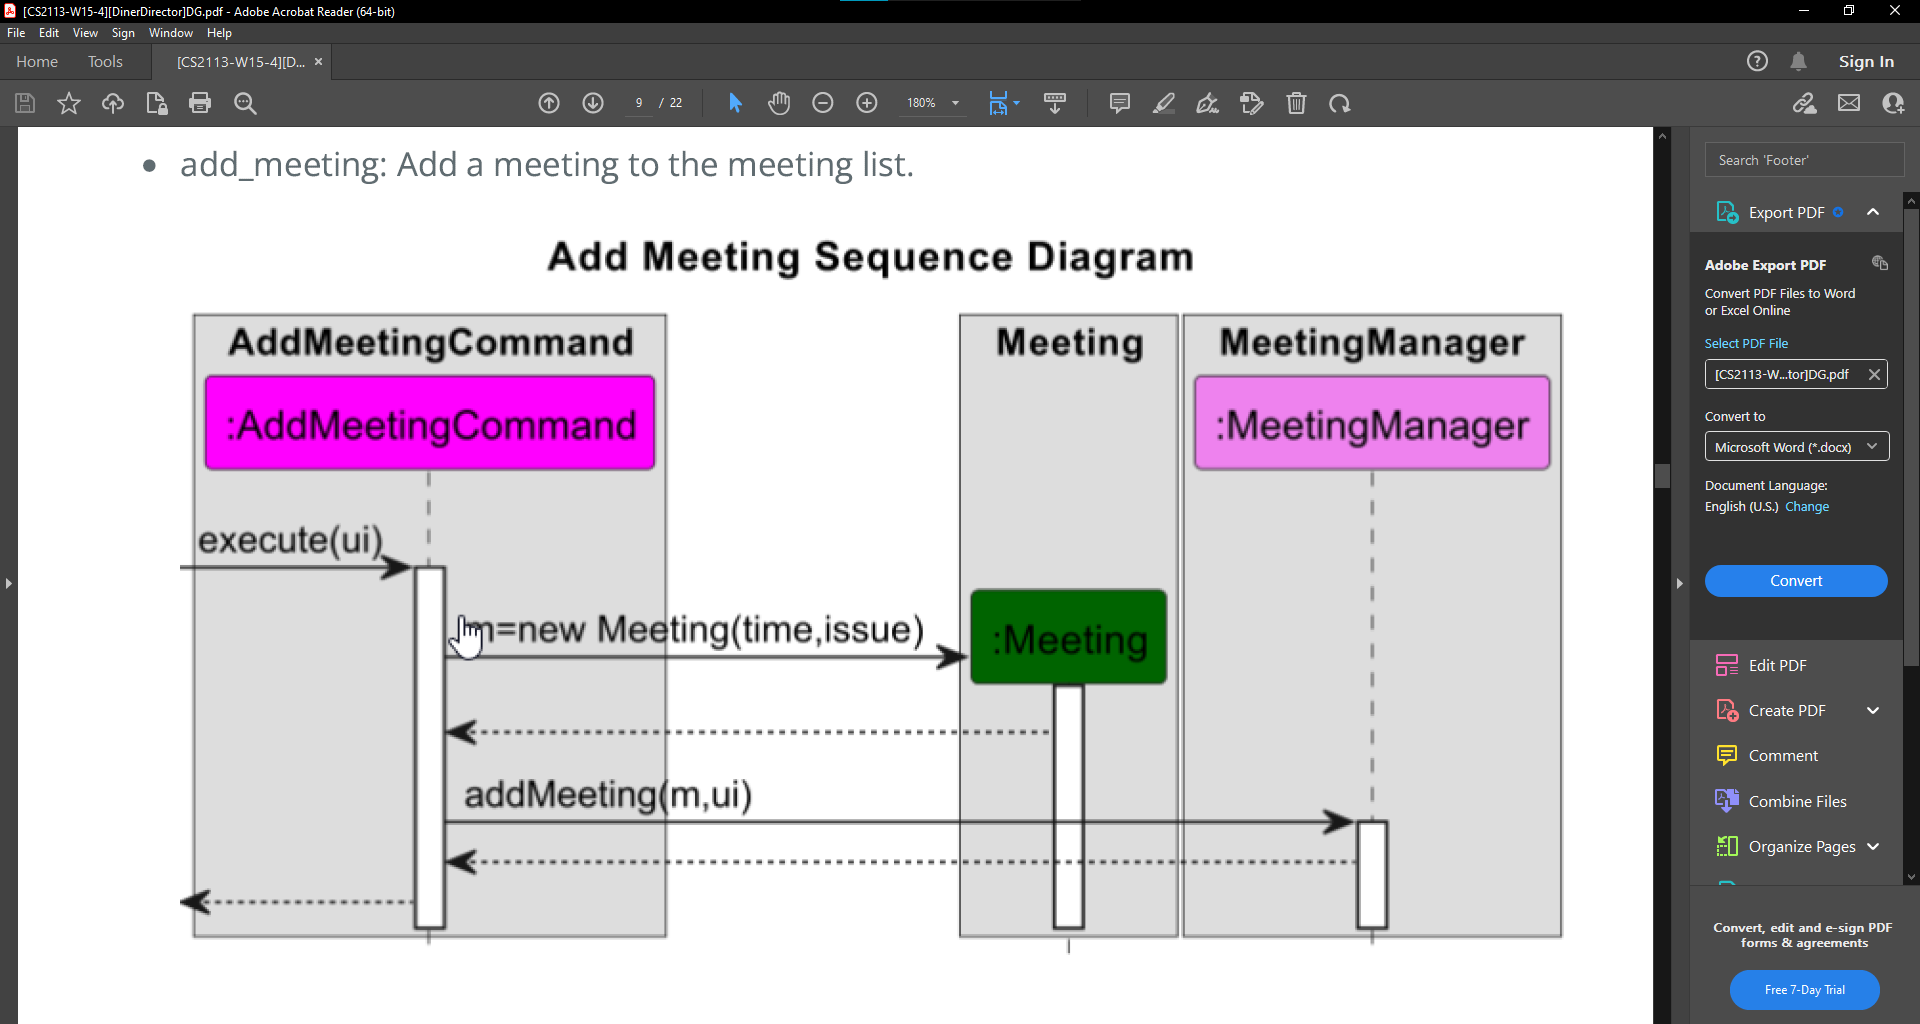 [CS2113-W15-4][DinerDirector]DG.pdf - Adobe Acrobat Reader (64-bit)
File Edit View Sign Window Help
Home Tools [CS2113-W15-4][D... × Sign In
9 / 22 180%
• add_meeting: Add a meeting to the meeting list.
Add Meeting Sequence Diagram
AddMeetingCommand Meeting MeetingManager
:AddMeetingCommand :MeetingManager
execute(ui)
m=new Meeting(time,issue)
:Meeting
addMeeting(m,ui)
Search 'Footer'
Export PDF
Adobe Export PDF
Convert PDF Files to Word
or Excel Online
Select PDF File
[CS2113-W...tor]DG.pdf
Convert to
Microsoft Word (*.docx)
Document Language:
English (U.S.) Change
Convert
Edit PDF
Create PDF
Comment
Combine Files
Organize Pages
Convert, edit and e-sign PDF
forms & agreements
Free 7-Day Trial